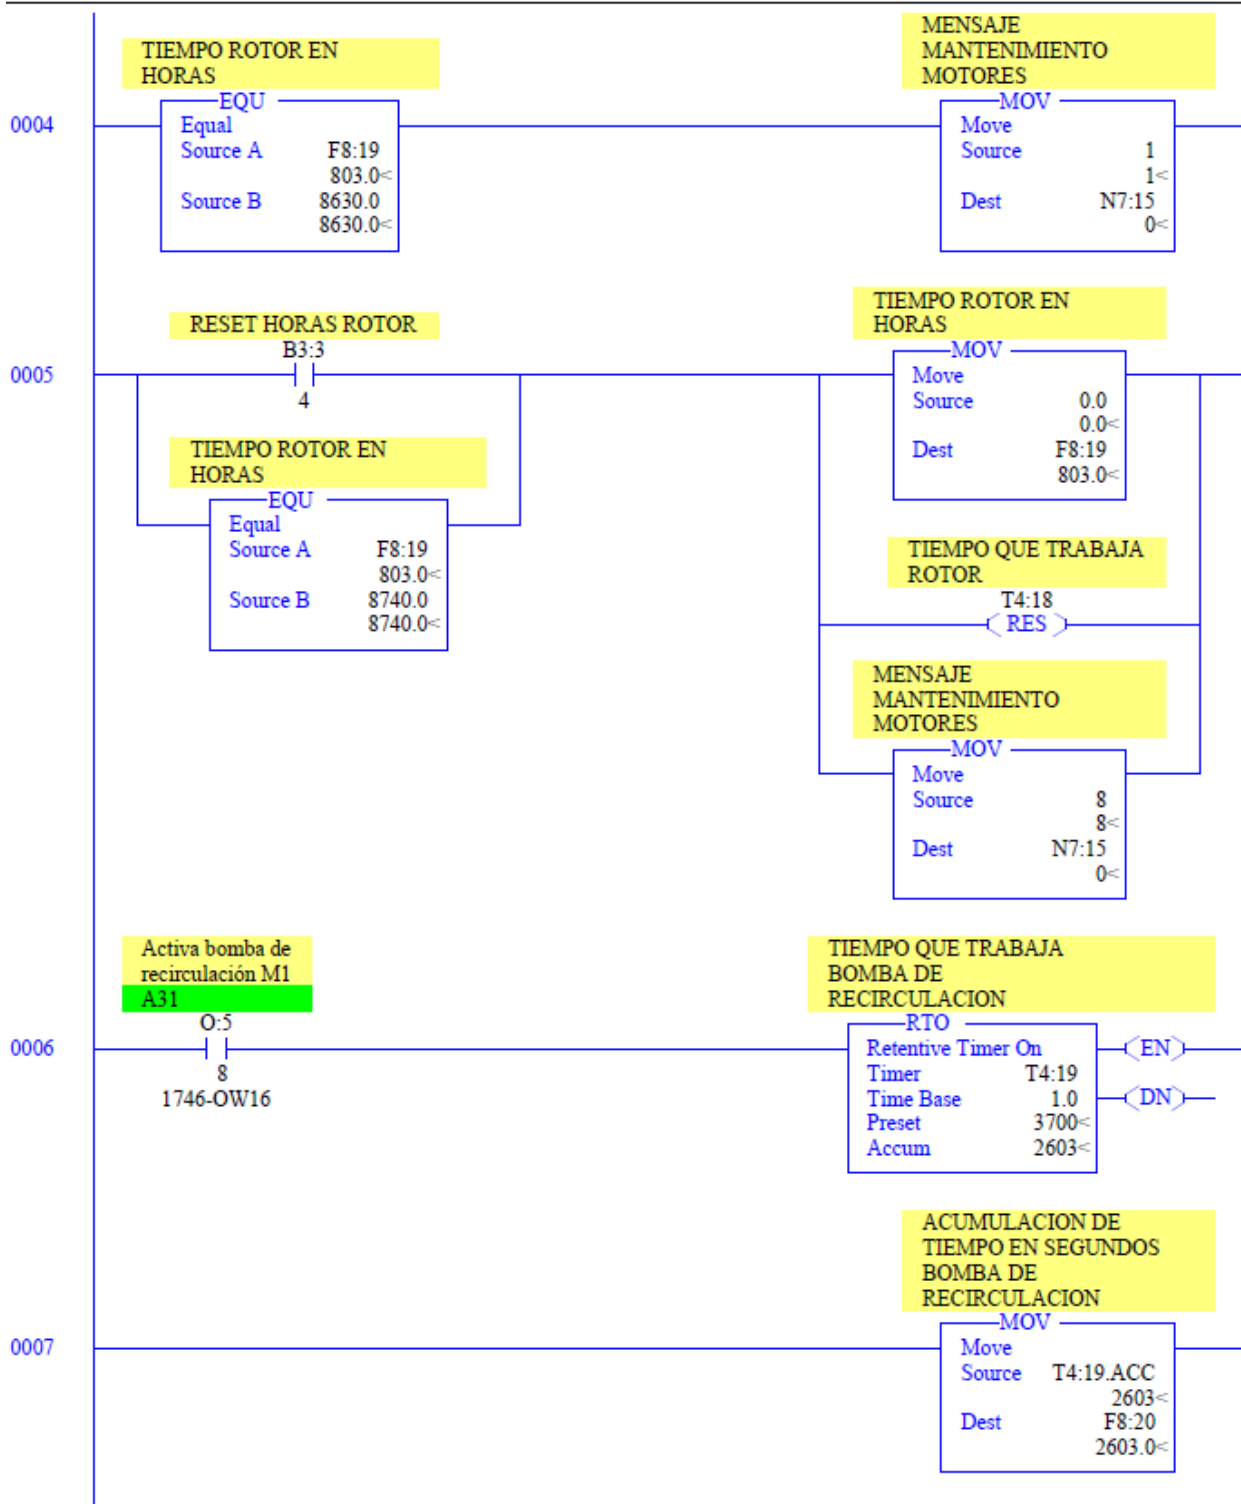 TIEMPO ROTOR EN
HORAS
MENSAJE
MANTENIMIENTO
MOTORES
0004
EQU
Equal
Source A F8:19
803.0<
Source B 8630.0
8630.0<
MOV
Move
Source 1
1<
Dest N7:15
0<
RESET HORAS ROTOR
B3:3
4
TIEMPO ROTOR EN
HORAS
0005
MOV
Move
Source 0.0
0.0<
Dest F8:19
803.0<
TIEMPO ROTOR EN
HORAS
EQU
Equal
Source A F8:19
803.0<
Source B 8740.0
8740.0<
TIEMPO QUE TRABAJA
ROTOR
T4:18
RES
MENSAJE
MANTENIMIENTO
MOTORES
MOV
Move
Source 8
8<
Dest N7:15
0<
Activa bomba de
recirculación M1
A31
O:5
8
1746-OW16
TIEMPO QUE TRABAJA
BOMBA DE
RECIRCULACION
0006
RTO
Retentive Timer On
Timer T4:19
Time Base 1.0
Preset 3700<
Accum 2603<
EN
DN
ACUMULACION DE
TIEMPO EN SEGUNDOS
BOMBA DE
RECIRCULACION
0007
MOV
Move
Source T4:19.ACC
2603<
Dest F8:20
2603.0<